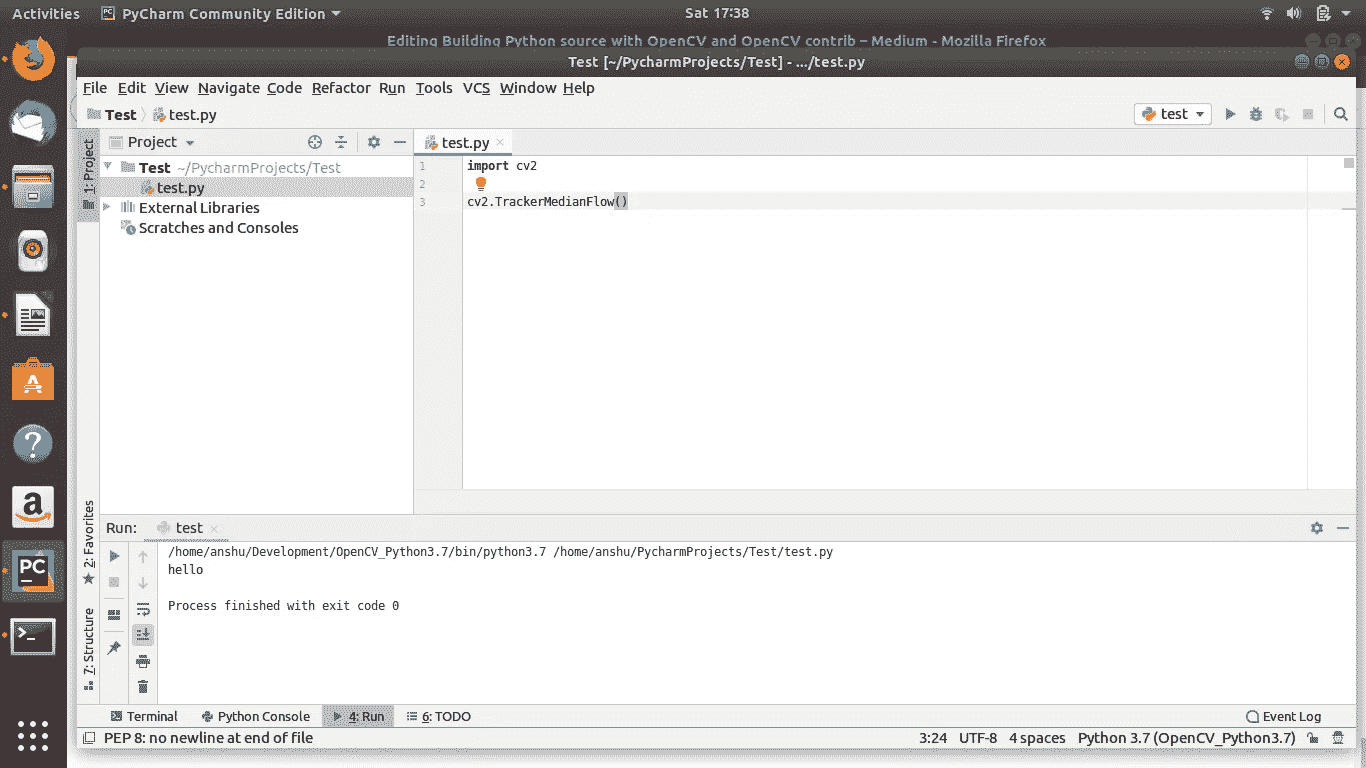 Activities PyCharm Community Edition Sat 17:38
Editing Building Python source with OpenCV and OpenCV contrib – Medium - Mozilla Firefox
Test [~/PycharmProjects/Test] - .../test.py
File Edit View Navigate Code Refactor Run Tools VCS Window Help
Test test.py test
1: Project
Project test.py
Test ~/PycharmProjects/Test
test.py
External Libraries
Scratches and Consoles
1 import cv2
2
3 cv2.TrackerMedianFlow()
2: Favorites
7: Structure
Run: test
/home/anshu/Development/OpenCV_Python3.7/bin/python3.7 /home/anshu/PycharmProjects/Test/test.py
hello
Process finished with exit code 0
Terminal Python Console 4: Run 6: TODO Event Log
PEP 8: no newline at end of file 3:24 UTF-8 4 spaces Python 3.7 (OpenCV_Python3.7)
PC
a
PC